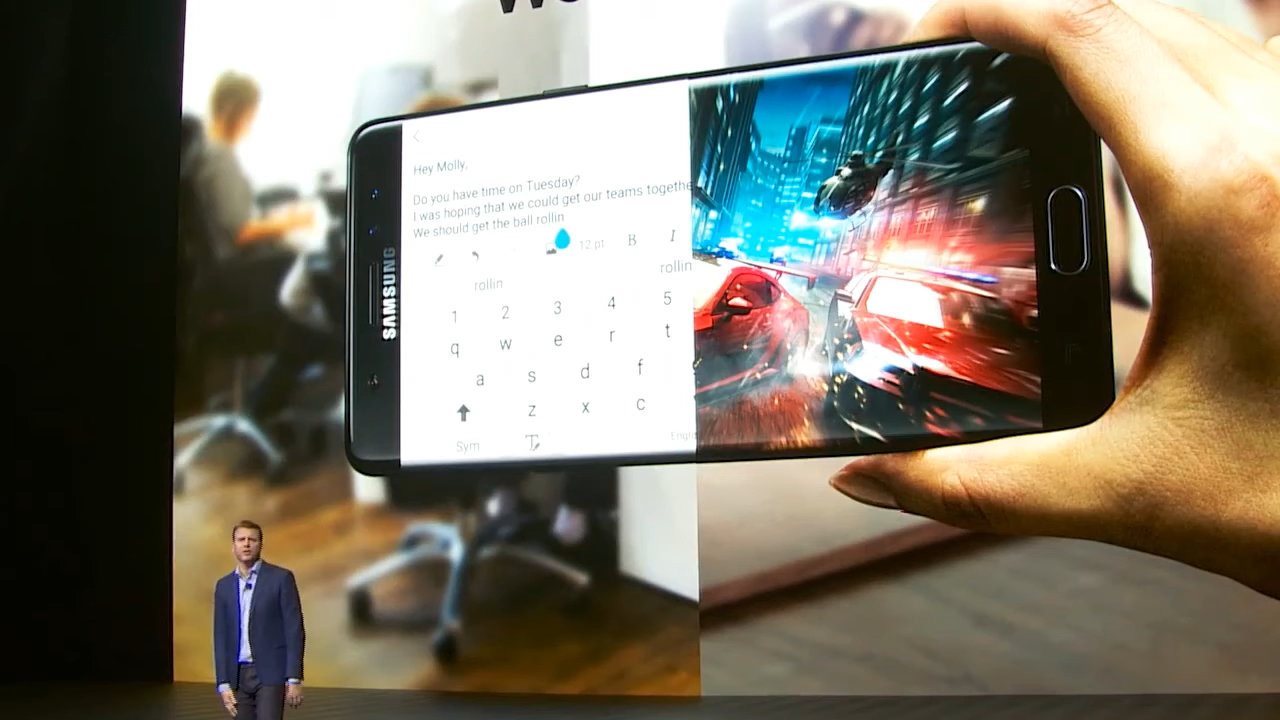 SAMSUNG
Hey Molly,
Do you have time on Tuesday?
I was hoping that we could get our teams togethe
We should get the ball rollin
12 pt B I
rollin rollin
1 2 3 4 5
q w e r t
a s d f
z x c
Sym T Englis